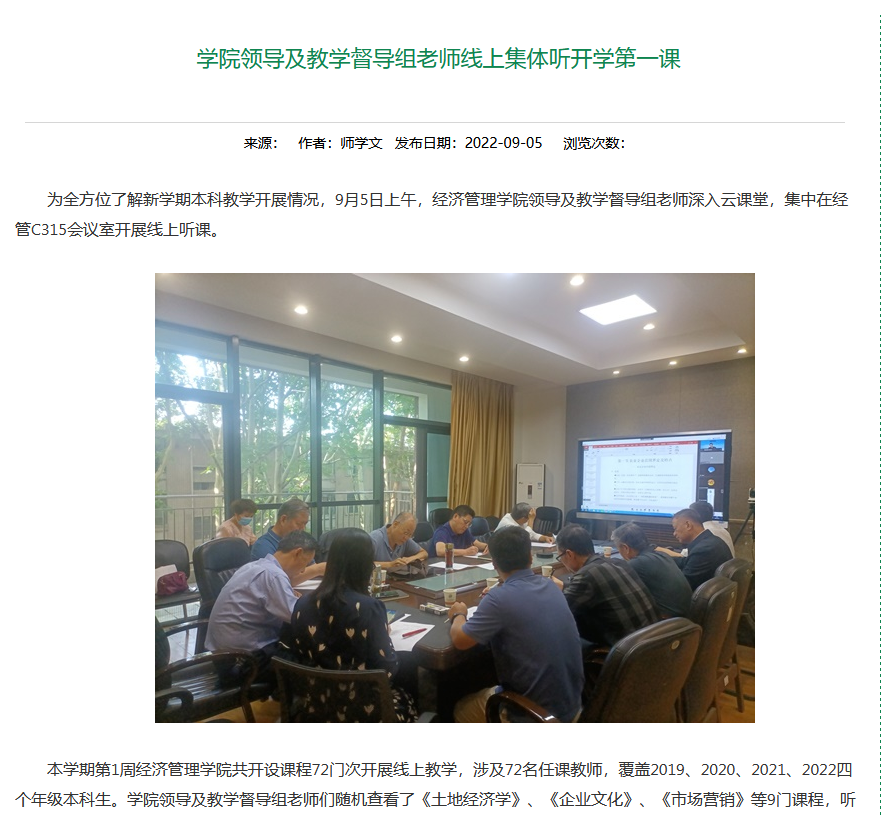 学院领导及教学督导组老师线上集体听开学第一课
来源： 作者：师学文 发布日期：2022-09-05 浏览次数：
为全方位了解新学期本科教学开展情况，9月5日上午，经济管理学院领导及教学督导组老师深入云课堂，集中在经
管C315会议室开展线上听课。
本学期第1周经济管理学院共开设课程72门次开展线上教学，涉及72名任课教师，覆盖2019、2020、2021、2022四
个年级本科生。学院领导及教学督导组老师们随机查看了《土地经济学》、《企业文化》、《市场营销》等9门课程，听